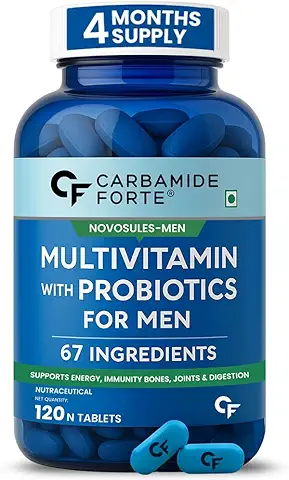 4 MONTHS
SUPPLY
CF CARBAMIDE
FORTE®
NOVOSULES-MEN
MULTIVITAMIN
WITH PROBIOTICS
FOR MEN
67 INGREDIENTS
SUPPORTS ENERGY, IMMUNITY BONES, JOINTS & DIGESTION
NUTRACEUTICAL
NET QUANTITY:
120 N TABLETS
CF
CF
CF